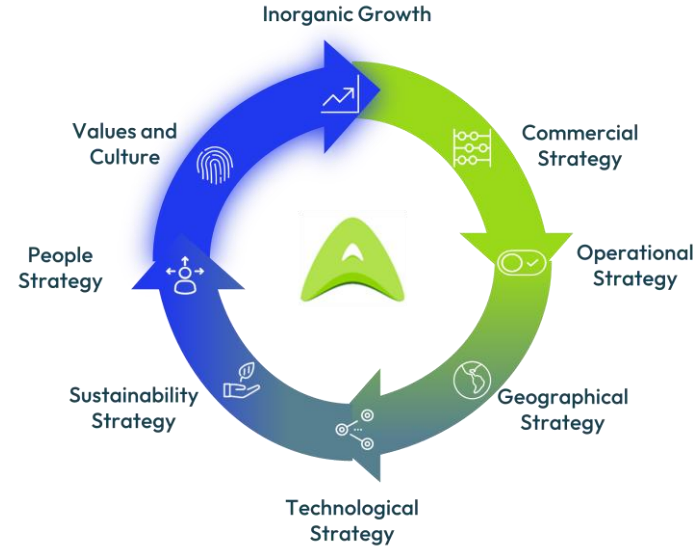 Inorganic Growth
Commercial
Strategy
Operational
Strategy
Geographical
Strategy
Technological
Strategy
Sustainability
Strategy
People
Strategy
Values and
Culture